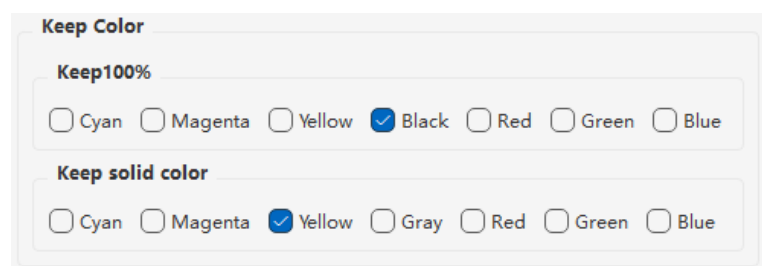 Keep Color
Keep100%
Cyan Magenta Yellow Black Red Green Blue
Keep solid color
Cyan Magenta Yellow Gray Red Green Blue